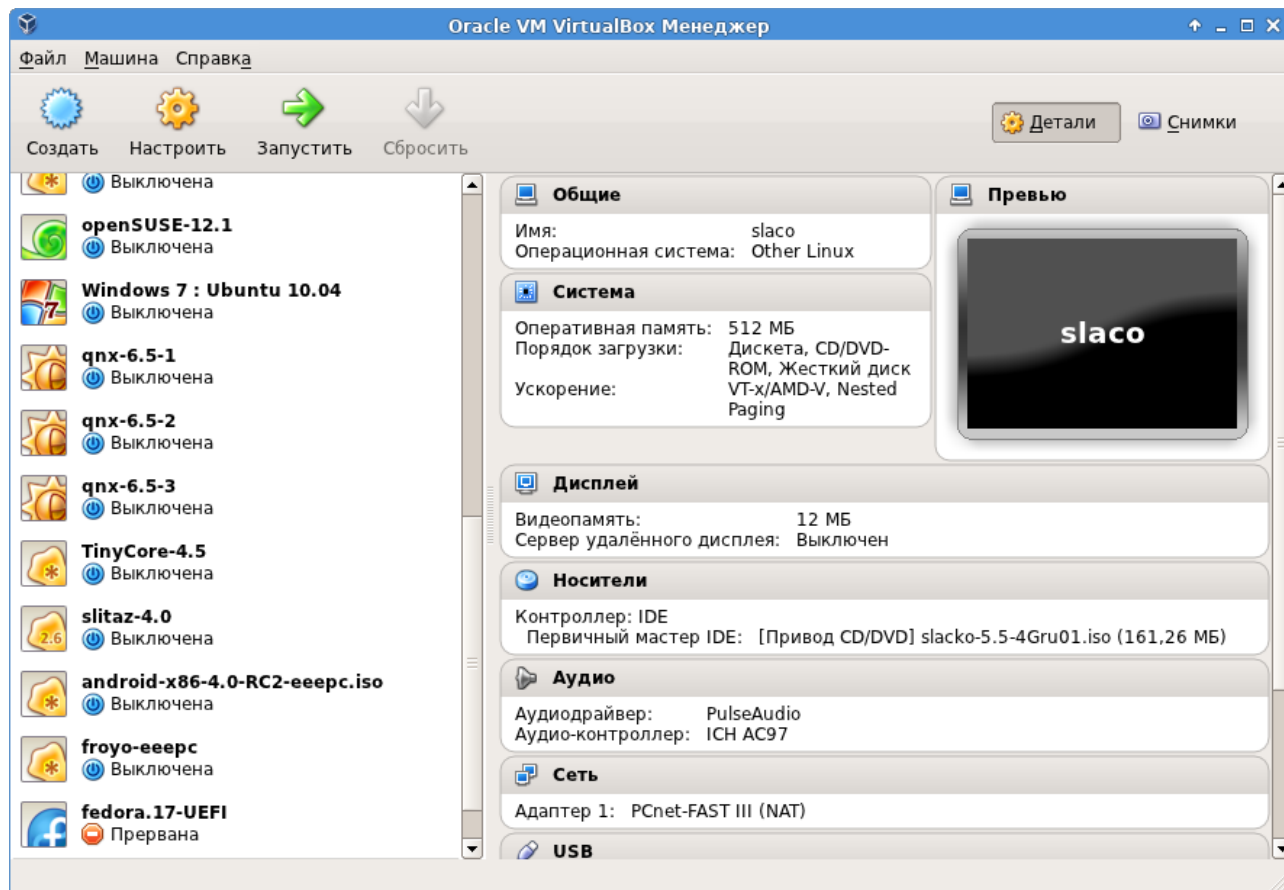 Oracle VM VirtualBox Менеджер
Файл Машина Справка
Создать Настроить Запустить Сбросить
Детали Снимки
Выключена
openSUSE-12.1
Выключена
Windows 7 : Ubuntu 10.04
Выключена
qnx-6.5-1
Выключена
qnx-6.5-2
Выключена
qnx-6.5-3
Выключена
TinyCore-4.5
Выключена
2.6
slitaz-4.0
Выключена
android-x86-4.0-RC2-eeepc.iso
Выключена
froyo-eeepc
Выключена
fedora.17-UEFI
Прервана
Общие
Имя: slaco
Операционная система: Other Linux
Система
Оперативная память: 512 МБ
Порядок загрузки: Дискета, CD/DVD-
ROM, Жесткий диск
Ускорение: VT-x/AMD-V, Nested
Paging
Превью
slaco
Дисплей
Видеопамять: 12 МБ
Сервер удалённого дисплея: Выключен
Носители
Контроллер: IDE
Первичный мастер IDE: [Привод CD/DVD] slacko-5.5-4Gru01.iso (161,26 МБ)
Аудио
Аудиодрайвер: PulseAudio
Аудио-контроллер: ICH AC97
Сеть
Адаптер 1: PCnet-FAST III (NAT)
USB